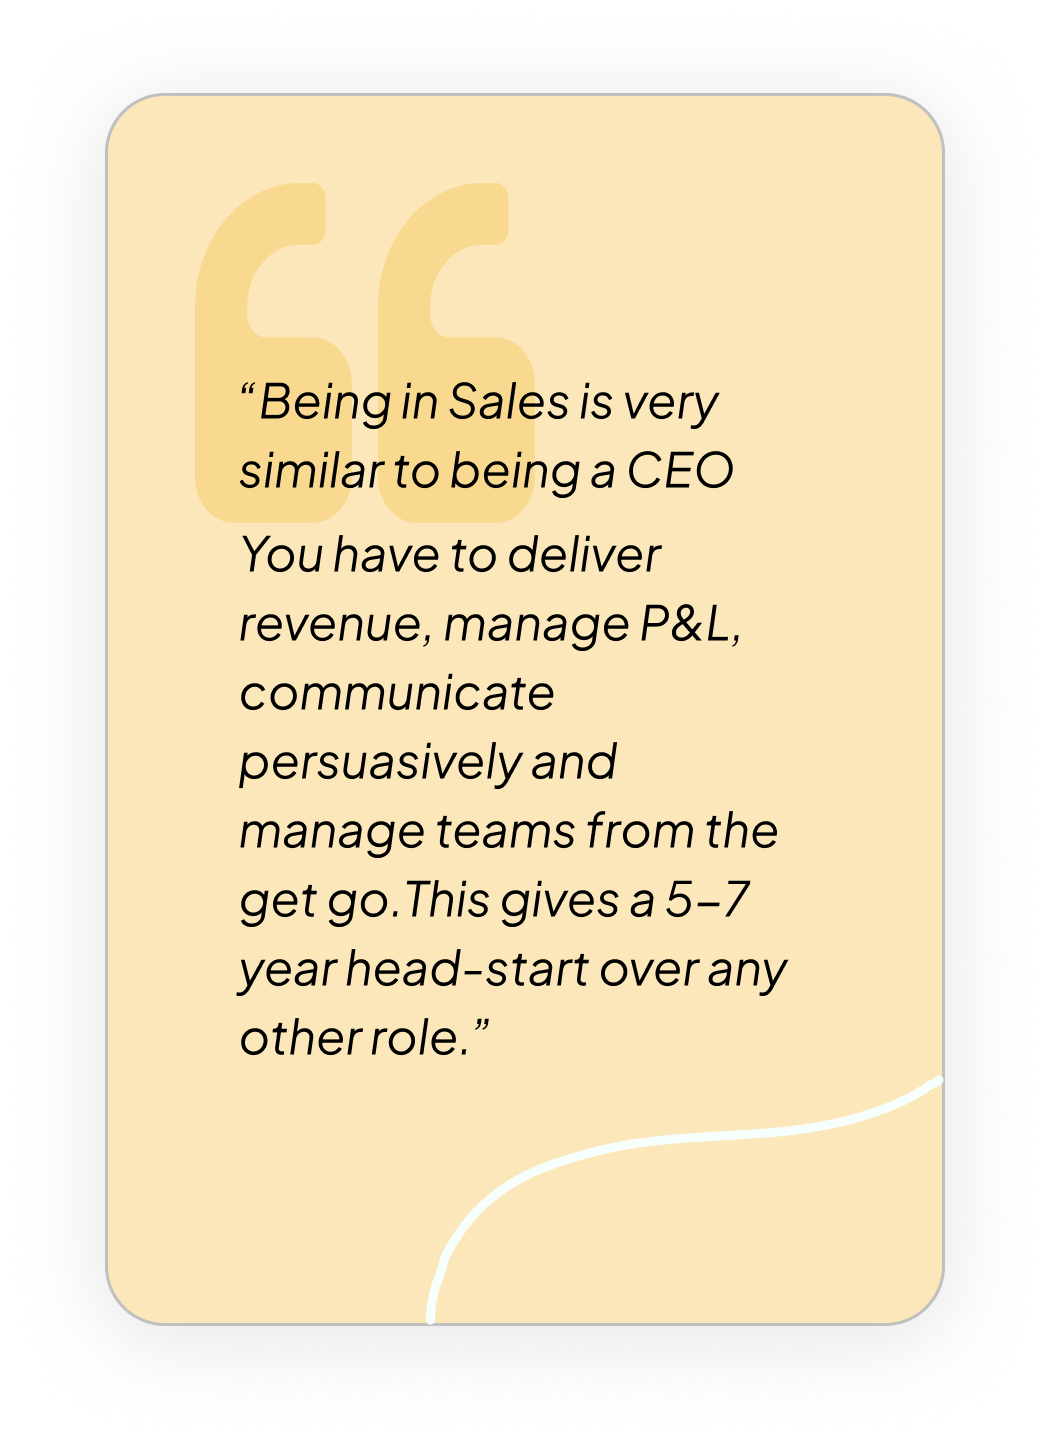 “Being in Sales is very
similar to being a CEO
You have to deliver
revenue, manage P&L,
communicate
persuasively and
manage teams from the
get go.This gives a 5–7
year head-start over any
other role.”